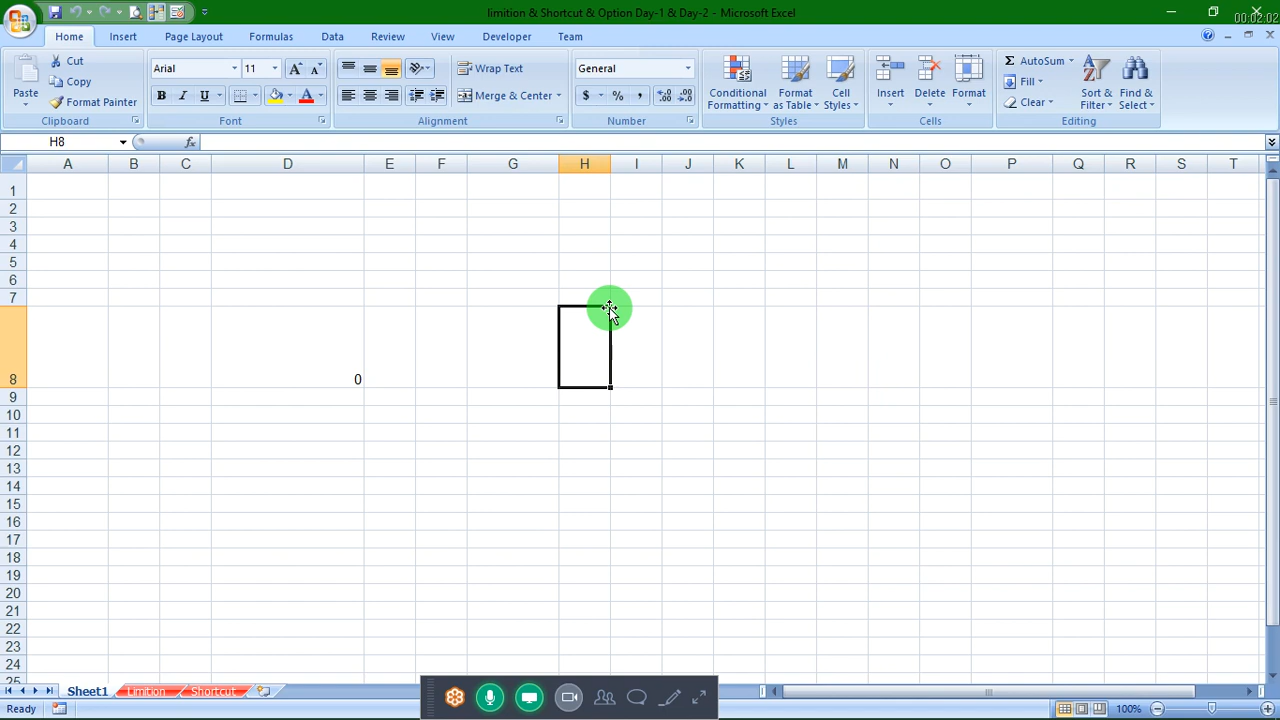 limition & Shortcut & Option Day-1 & Day-2 - Microsoft Excel
00:02:02
Home Insert Page Layout Formulas Data Review View Developer Team
Cut
Copy
Format Painter
Paste
Clipboard
Arial 11
B I U
Font
Wrap Text
Merge & Center
Alignment
General
$ % ,
Number
Conditional Formatting
Format as Table
Cell Styles
Styles
Insert Delete Format
Cells
Σ AutoSum
Fill
Clear
Sort & Filter
Find & Select
Editing
H8 fx
A B C D E F G H I J K L M N O P Q R S T
1
2
3
4
5
6
7
8 0
9
10
11
12
13
14
15
16
17
18
19
20
21
22
23
24
25
Sheet1 Limition Shortcut
Ready 100%